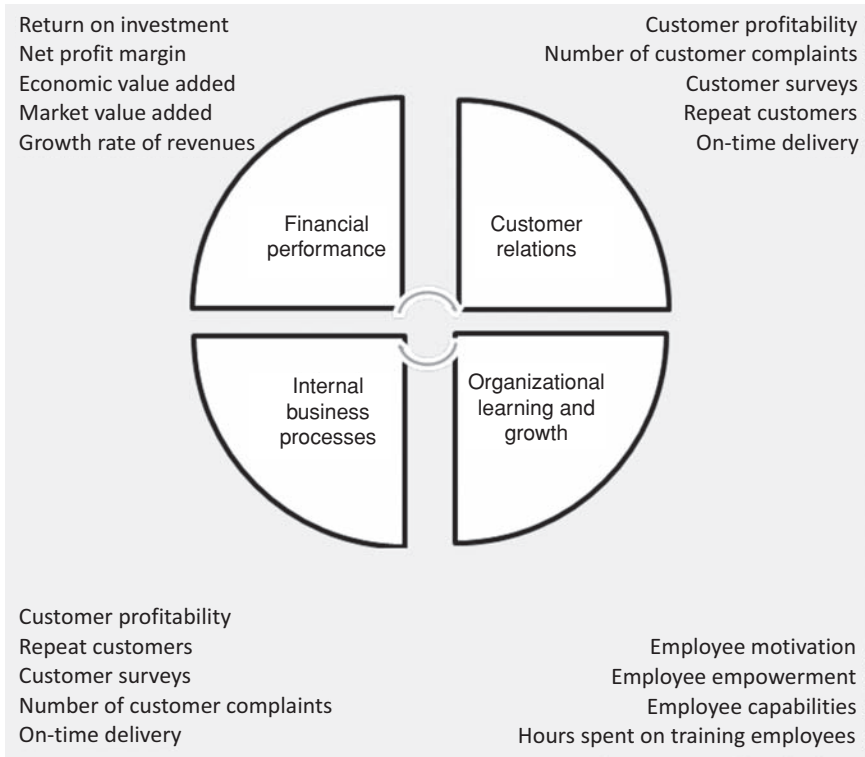 Return on investment
Net profit margin
Economic value added
Market value added
Growth rate of revenues
Customer profitability
Number of customer complaints
Customer surveys
Repeat customers
On-time delivery
Financial
performance
Customer
relations
Internal
business
processes
Organizational
learning and
growth
Customer profitability
Repeat customers
Customer surveys
Number of customer complaints
On-time delivery
Employee motivation
Employee empowerment
Employee capabilities
Hours spent on training employees